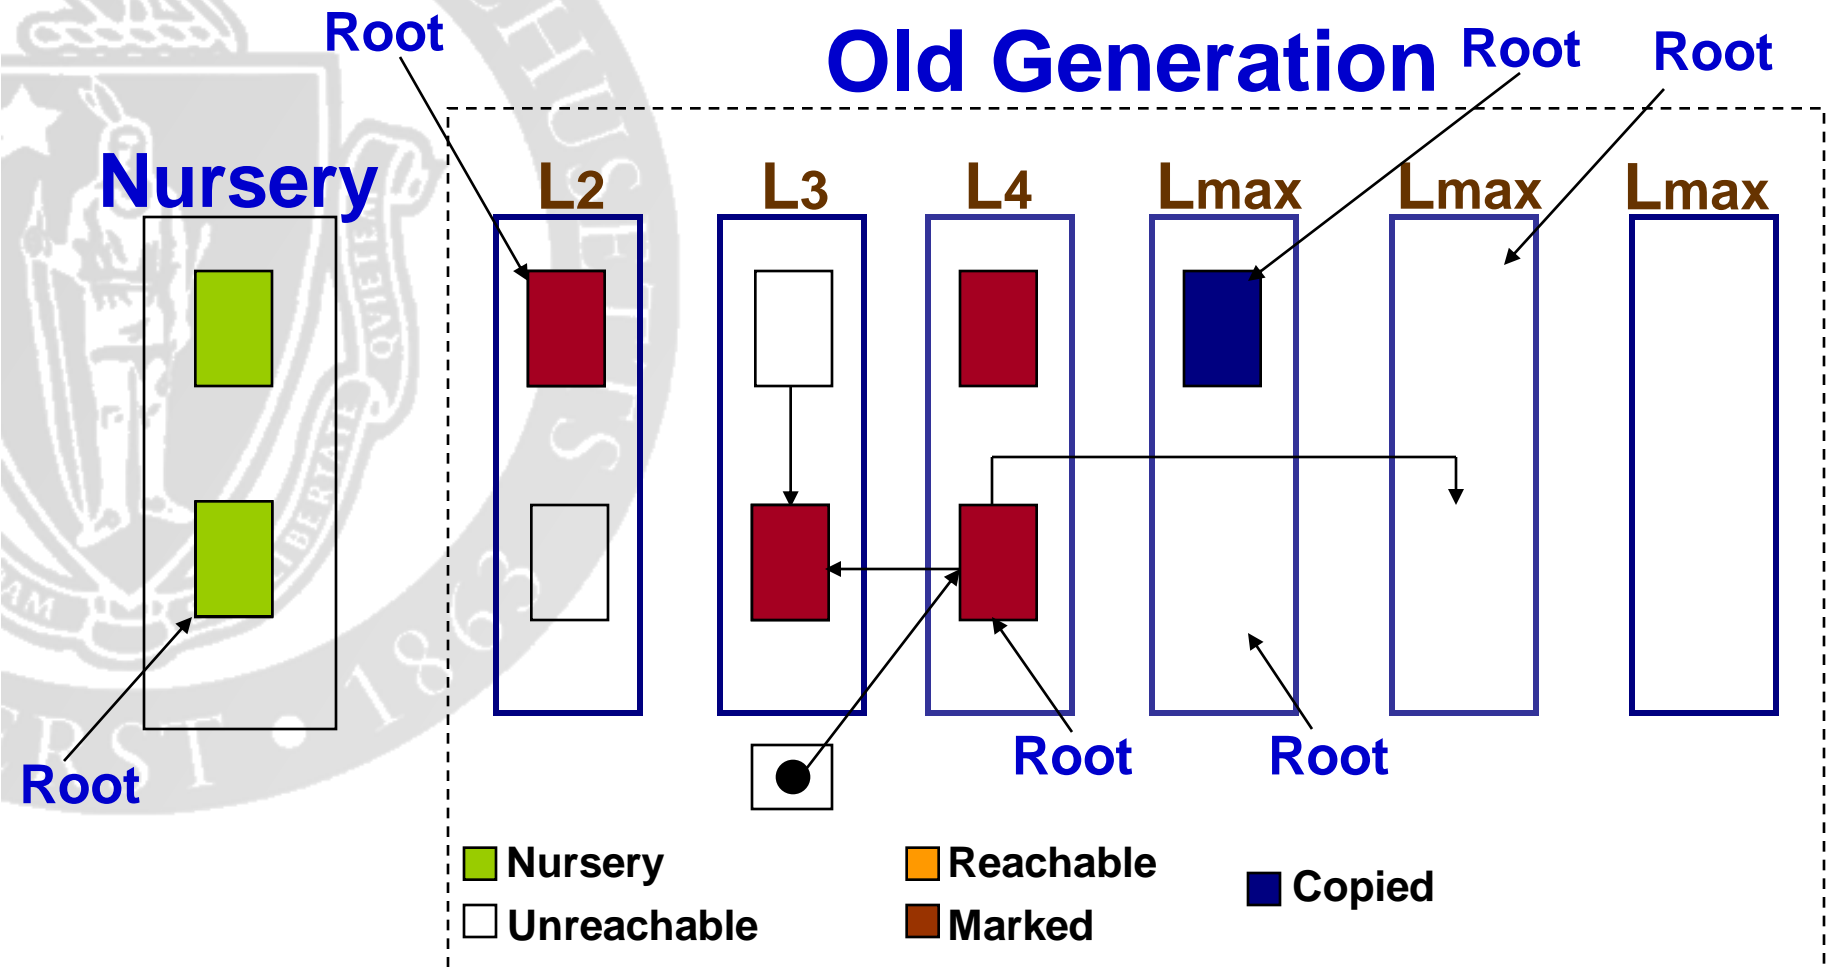 Root
Old Generation
Root
Root
Nursery
L2
L3
L4
Lmax
Lmax
Lmax
Root
Root
Root
Nursery
Reachable
Copied
Unreachable
Marked
1863